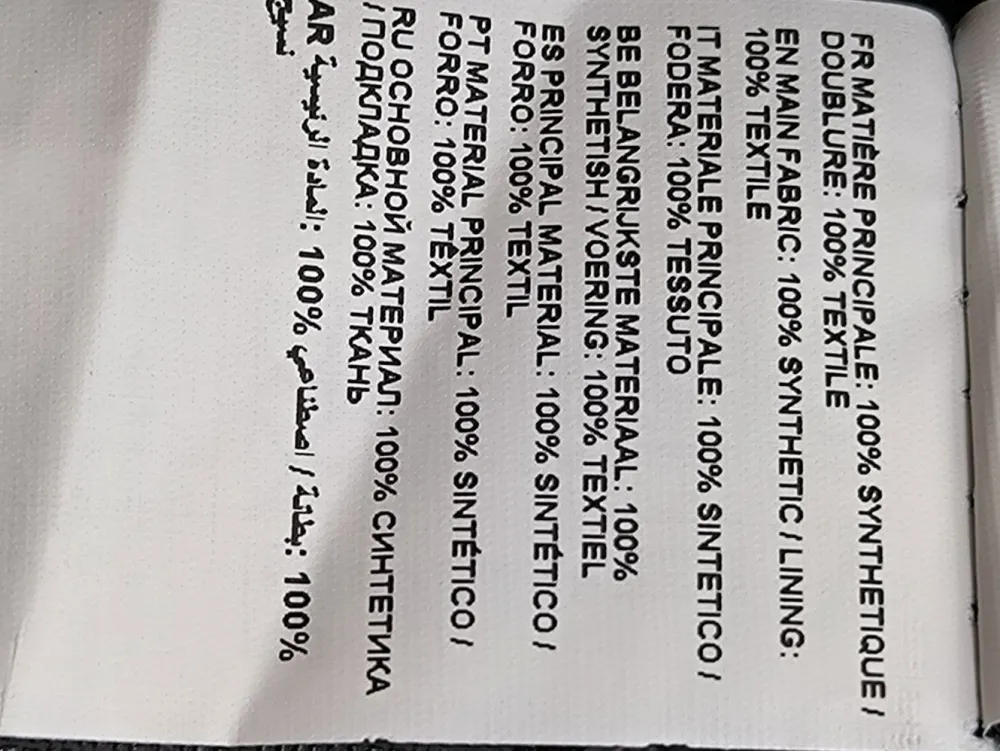 FR MATIÈRE PRINCIPALE: 100% SYNTHETIQUE /
DOUBLURE: 100% TEXTILE
EN MAIN FABRIC: 100% SYNTHETIC / LINING:
100% TEXTILE
IT MATERIALE PRINCIPALE: 100% SINTETICO /
FODERA: 100% TESSUTO
BE BELANGRIJKSTE MATERIAAL: 100%
SYNTHETISH / VOERING: 100% TEXTIEL
ES PRINCIPAL MATERIAL: 100% SINTÉTICO /
FORRO: 100% TEXTIL
PT MATERIAL PRINCIPAL: 100% SINTÉTICO /
FORRO: 100% TÊXTIL
RU ОСНОВНОЙ МАТЕРИАЛ: 100% СИНТЕТИКА
/ ПОДКЛАДКА: 100% ТКАНЬ
AR المادة الرئيسية: 100% اصطناعي / بطانة: 100%
نسيج